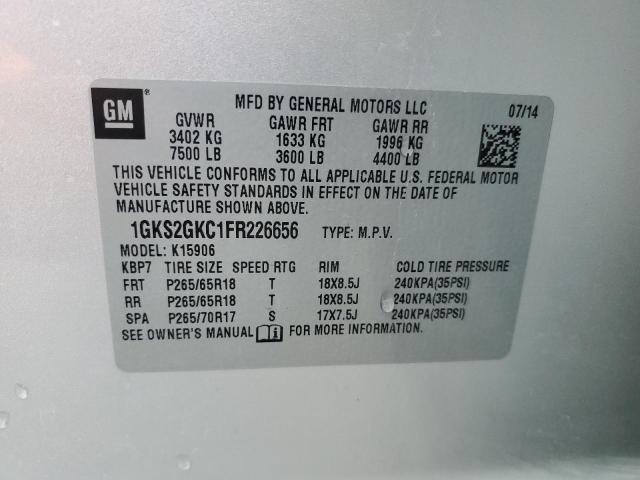 GM®
MFD BY GENERAL MOTORS LLC 07/14
GVWR GAWR FRT GAWR RR
3402 KG 1633 KG 1996 KG
7500 LB 3600 LB 4400 LB
THIS VEHICLE CONFORMS TO ALL APPLICABLE U.S. FEDERAL MOTOR
VEHICLE SAFETY STANDARDS IN EFFECT ON THE DATE OF
MANUFACTURE SHOWN ABOVE.
1GKS2GKC1FR226656 TYPE: M.P.V.
MODEL: K15906
KBP7 TIRE SIZE SPEED RTG RIM COLD TIRE PRESSURE
FRT P265/65R18 T 18X8.5J 240KPA(35PSI)
RR P265/65R18 T 18X8.5J 240KPA(35PSI)
SPA P265/70R17 S 17X7.5J 240KPA(35PSI)
SEE OWNER'S MANUAL FOR MORE INFORMATION.